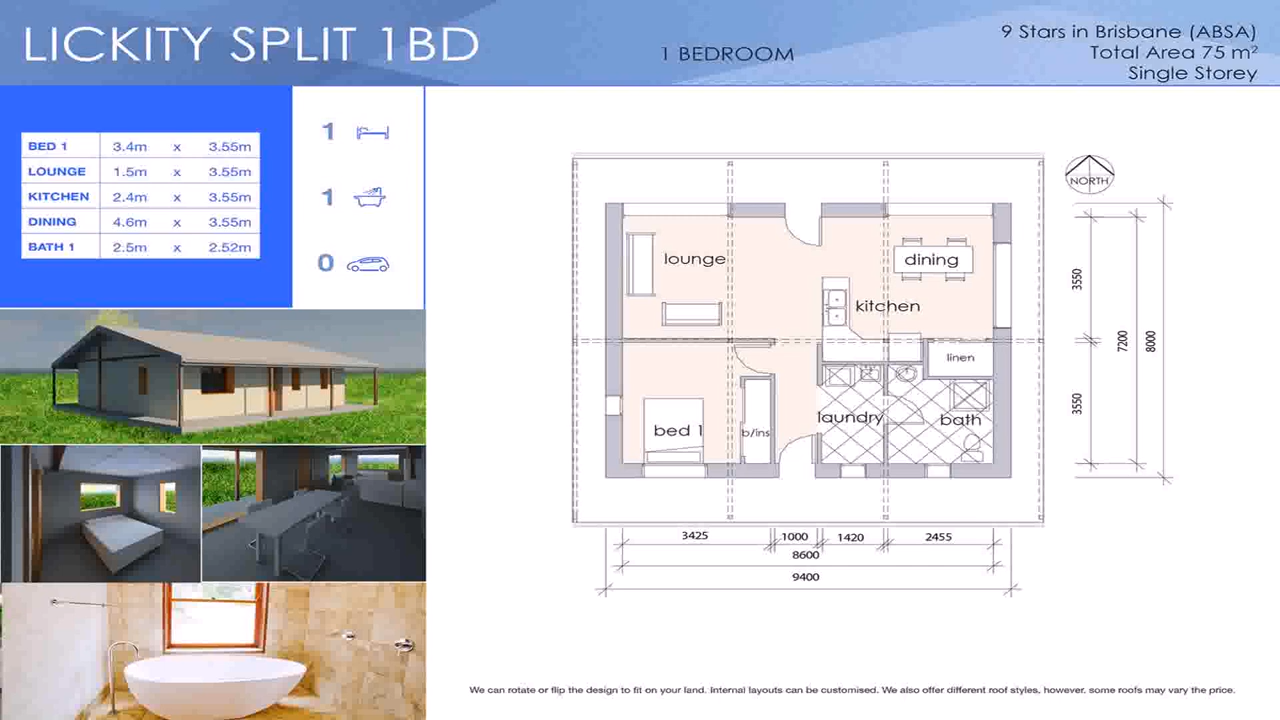 LICKITY SPLIT 1BD
1 BEDROOM
9 Stars in Brisbane (ABSA)
Total Area 75 m²
Single Storey
BED 1 3.4m x 3.55m
LOUNGE 1.5m x 3.55m
KITCHEN 2.4m x 3.55m
DINING 4.6m x 3.55m
BATH 1 2.5m x 2.52m
1
1
0
NORTH
lounge
dining
kitchen
linen
laundry
bath
bed 1
b/ins
3550
7200
8000
3550
3425 1000 1420 2455
8600
9400
We can rotate or flip the design to fit on your land. Internal layouts can be customised. We also offer different roof styles, however, some roofs may vary the price.